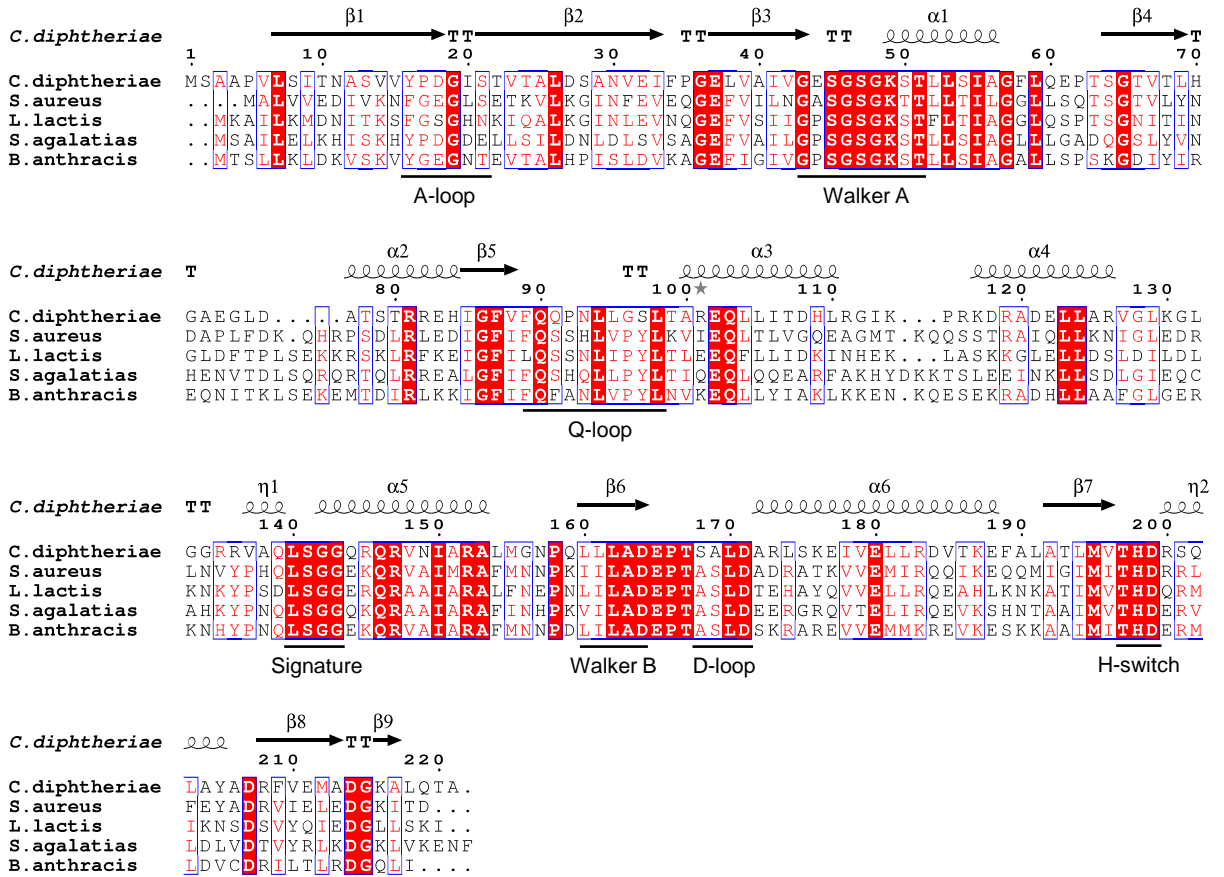 C.diphtheriae β1 TT β2 TT β3 TT α1 β4 T
1 10 20 30 40 50 60 70
C.diphtheriae MSAAPVLSITNASVVYPDGISTVTALDSANVEIFPGELVAIVGESGSGKSTLLSIAGFLQEPTSGTVTLH
S.aureus ....MALVVEDIVKNFGEGLSETKVLKGINFEVEQGEFVILNGASGSGKTTLLTILGGLLSQTSGTVLYN
L.lactis ..MKAILKMDNITKSFGSGHNKIQALKGINLEVNQGEFVSIIGPSGSGKSTFLTIAGGLQSPTSGNITIN
S.agalatias ..MSAILELKHISKSYGDGDELLSILDNLDLSVSAGEFVAIVGPSGSGKSTLLSIAGLLLGADQGSLYVN
B.anthracis ..MTSLLKLDKVSKVYGEGNTEVTALHPISLDVKAGEFIGIVGPSGSGKSTLLSIAGALLSPSKGDIYIR
A-loop Walker A
C.diphtheriae T α2 β5 TT α3 α4
80 90 100 110 120 130
C.diphtheriae GAEGLD.....ATSTRREHIGFVFQQPNLLGSLTAREQLLITDHLRGIK...PRKDRADELLARVGLKGL
S.aureus DAPLFDK.QHRPSDLRLEDIGFIFQSSHLVPYLKVIEQLTLVGQEAGMT.KQQSSTRAIQLLKNIGLEDR
L.lactis GLDFTPLSEKKRSKLRFKEIGFILQSSNLIPYLTLEEQFLLIDKINHEK...LASKKGLELLDSLDILDL
S.agalatias HENVTDLSQRQRTQLRREALGFIFQSHQLLPYLTIQEQLQQEARFAKHYDKKTSLEEINKLLSDLGIEQC
B.anthracis EQNITKLSEKEMTDIRLKKIGFIFQFANLVPYLNVKEQLLYIAKLKKEN.KQESEKRADHLLAAFGLGER
Q-loop
C.diphtheriae TT η1 α5 β6 α6 β7 η2
140 150 160 170 180 190 200
C.diphtheriae GGRRVAQLSGGQRQRVNIARALMGNPQLLLADEPTSALDARLSKEIVELLRDVTKEFALATLMVTHDRSQ
S.aureus LNVYPHQLSGGEKQRVAIMRAFMNNPKIILADEPTASLDADRATKVVEMIRQQIKEQQMIGIMVTHDRRL
L.lactis KNKYPSDLSGGQKQRAAIARALFNEPNLILADEPTASLDTEHAYQVVELLRQEAHLKNKATIMVTHDQRM
S.agalatias AHKYPNQLSGGQKQRAAIARAFINHPKVILADEPTASLDEERGRQVTELIRQEVKSHNTAAIMVTHDERV
B.anthracis KNHYPNQLSGGEKQRVAIARAFMNNPDLILADEPTASLDSKRAREVVEMMKREVKESKKAAIMITHDERM
Signature Walker B D-loop H-switch
C.diphtheriae β8 TT β9
210 220
C.diphtheriae LAYADRFVEMADGKALQTA.
S.aureus FEYADRVIELEDGKITD...
L.lactis IKNSDSVYQIEDGLLSKI..
S.agalatias LDLVDTVYRLKDGKLVKENF
B.anthracis LDVCDRILTLRDGQLI....